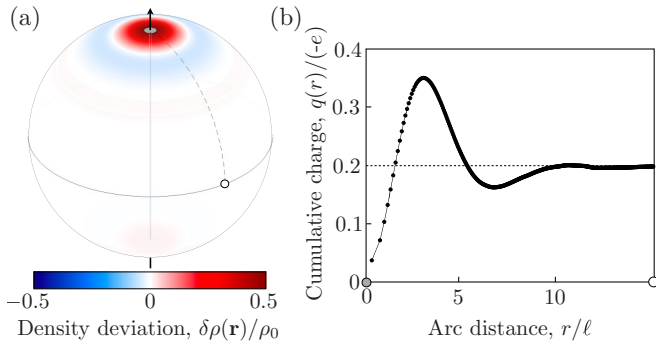 (a)
−0.5
0
0.5
Density deviation, δρ(r)/ρ₀
(b)
Cumulative charge, q(r)/(-e)
0.4
0.3
0.2
0.1
0
0
5
10
Arc distance, r/ℓ